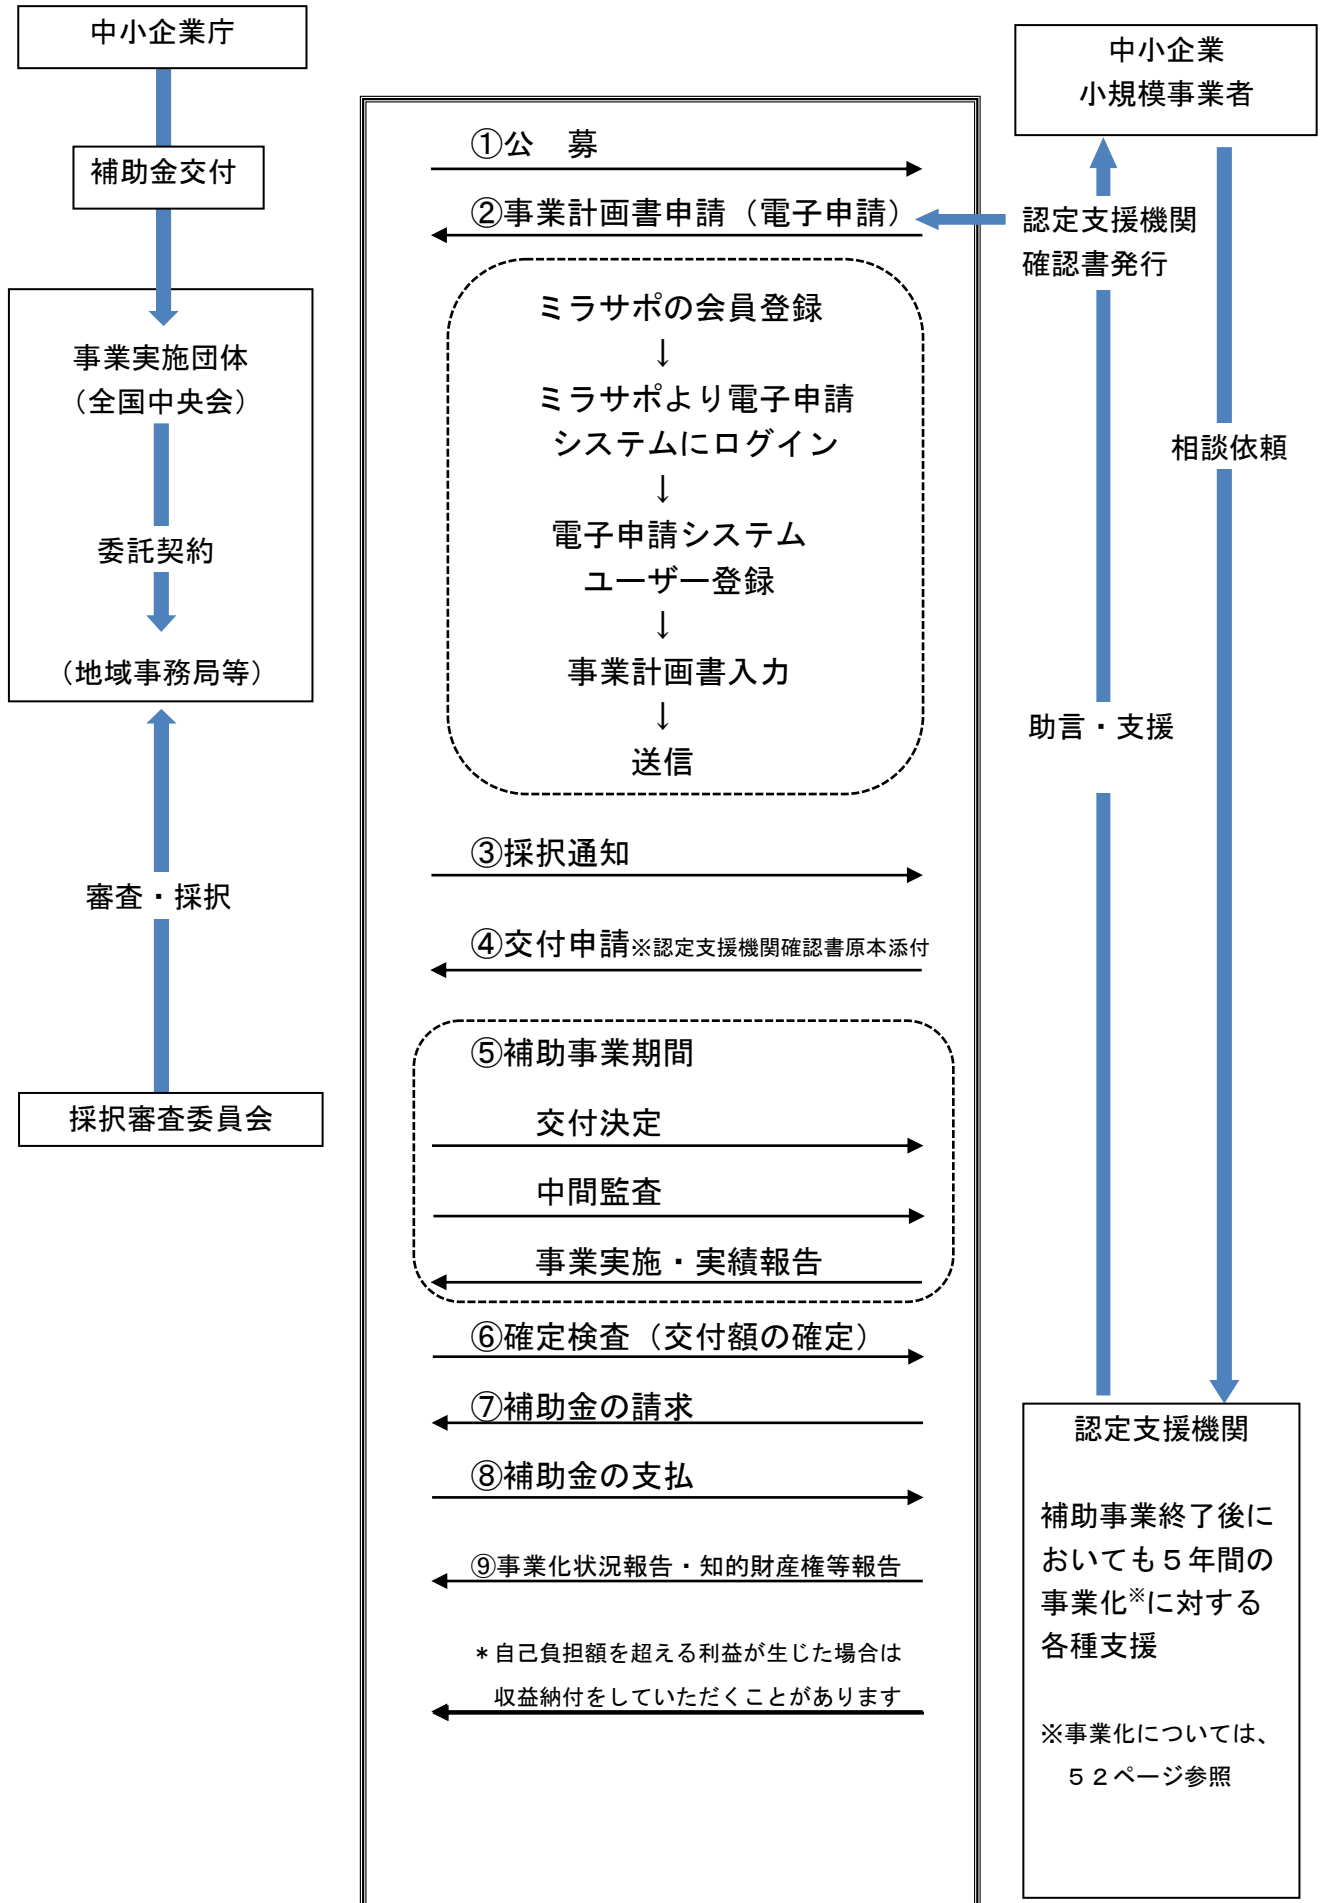 中小企業庁
補助金交付
事業実施団体
（全国中央会）
委託契約
（地域事務局等）
審査・採択
採択審査委員会
①公　募
②事業計画書申請（電子申請）
ミラサポの会員登録
↓
ミラサポより電子申請
システムにログイン
↓
電子申請システム
ユーザー登録
↓
事業計画書入力
↓
送信
③採択通知
④交付申請※認定支援機関確認書原本添付
⑤補助事業期間
交付決定
中間監査
事業実施・実績報告
⑥確定検査（交付額の確定）
⑦補助金の請求
⑧補助金の支払
⑨事業化状況報告・知的財産権等報告
＊自己負担額を超える利益が生じた場合は
収益納付をしていただくことがあります
中小企業
小規模事業者
認定支援機関
確認書発行
相談依頼
助言・支援
認定支援機関
補助事業終了後に
おいても５年間の
事業化※に対する
各種支援
※事業化については、
５２ページ参照